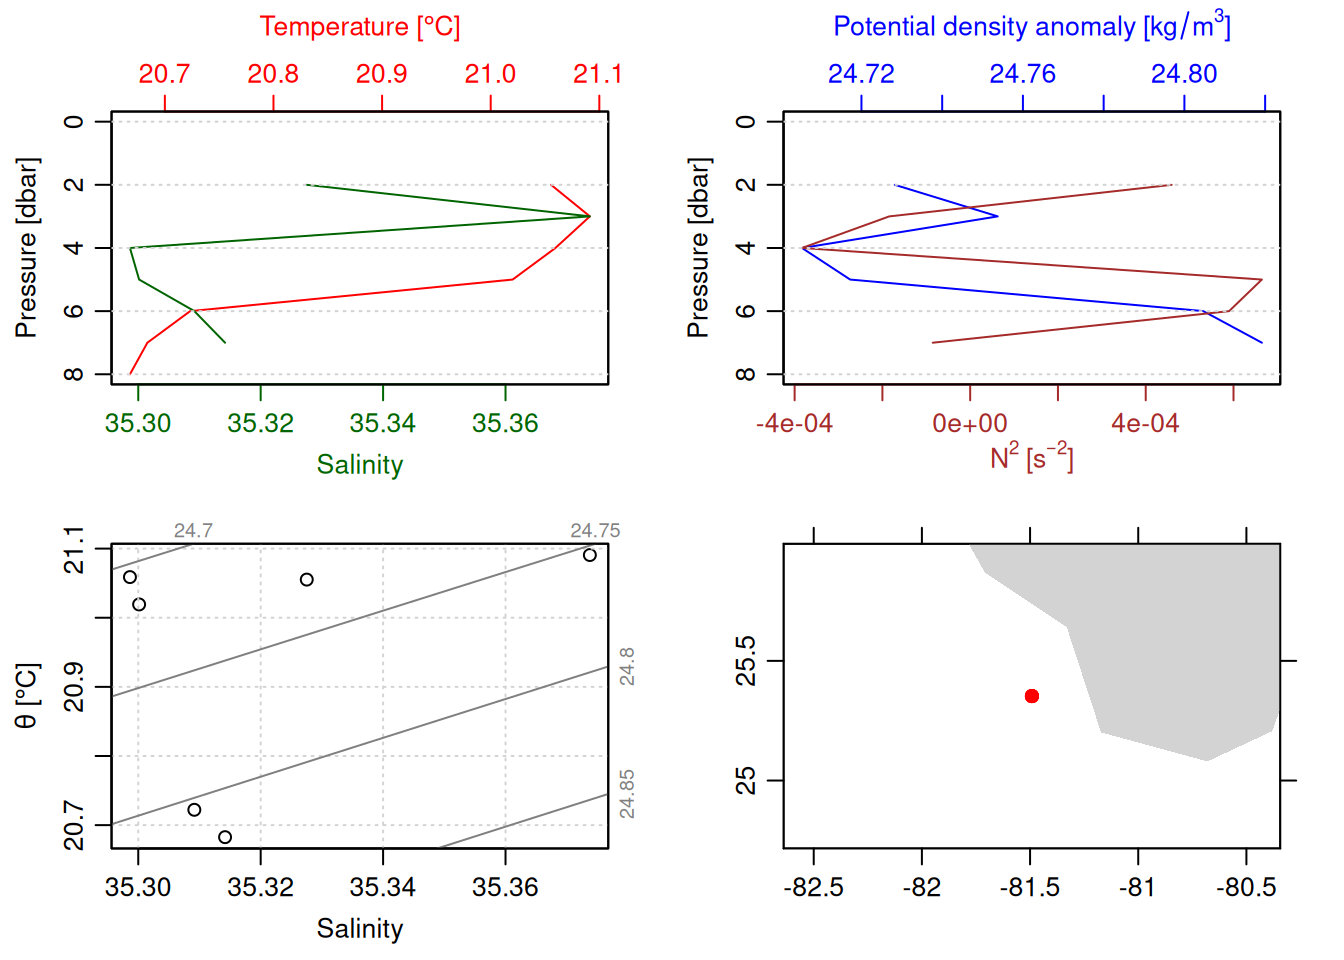 Temperature [°C]
20.7 20.8 20.9 21.0 21.1
Pressure [dbar]
0
2
4
6
8
35.30 35.32 35.34 35.36
Salinity
Potential density anomaly [kg/m³]
24.72 24.76 24.80
Pressure [dbar]
0
2
4
6
8
-4e-04 0e+00 4e-04
N² [s⁻²]
24.7 24.75
24.8
24.85
θ [°C]
21.1
20.9
20.7
35.30 35.32 35.34 35.36
Salinity
25.5
25
-82.5 -82 -81.5 -81 -80.5